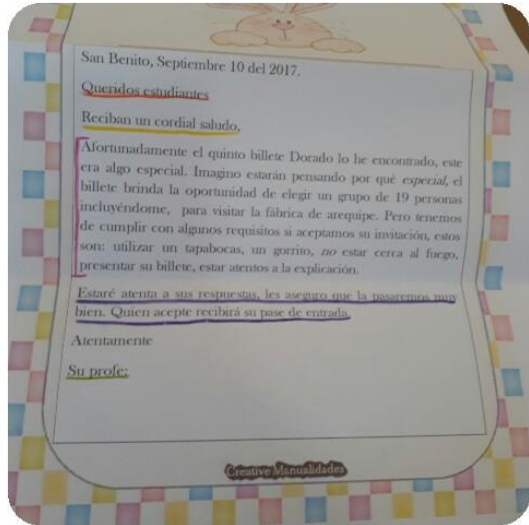 San Benito, Septiembre 10 del 2017.
Queridos estudiantes
Reciban un cordial saludo,
Afortunadamente el quinto billete Dorado lo he encontrado, este
era algo especial. Imagino estarán pensando por qué especial, el
billete brinda la oportunidad de elegir un grupo de 19 personas
incluyéndome, para visitar la fábrica de arequipe. Pero tenemos
de cumplir con algunos requisitos si aceptamos su invitación, estos
son: utilizar un tapabocas, un gorrito, no estar cerca al fuego,
presentar su billete, estar atentos a la explicación.
Estaré atenta a sus respuestas, les aseguro que la pasaremos muy
bien. Quien acepte recibirá su pase de entrada.
Atentamente
Su profe:
Creative Manualidades